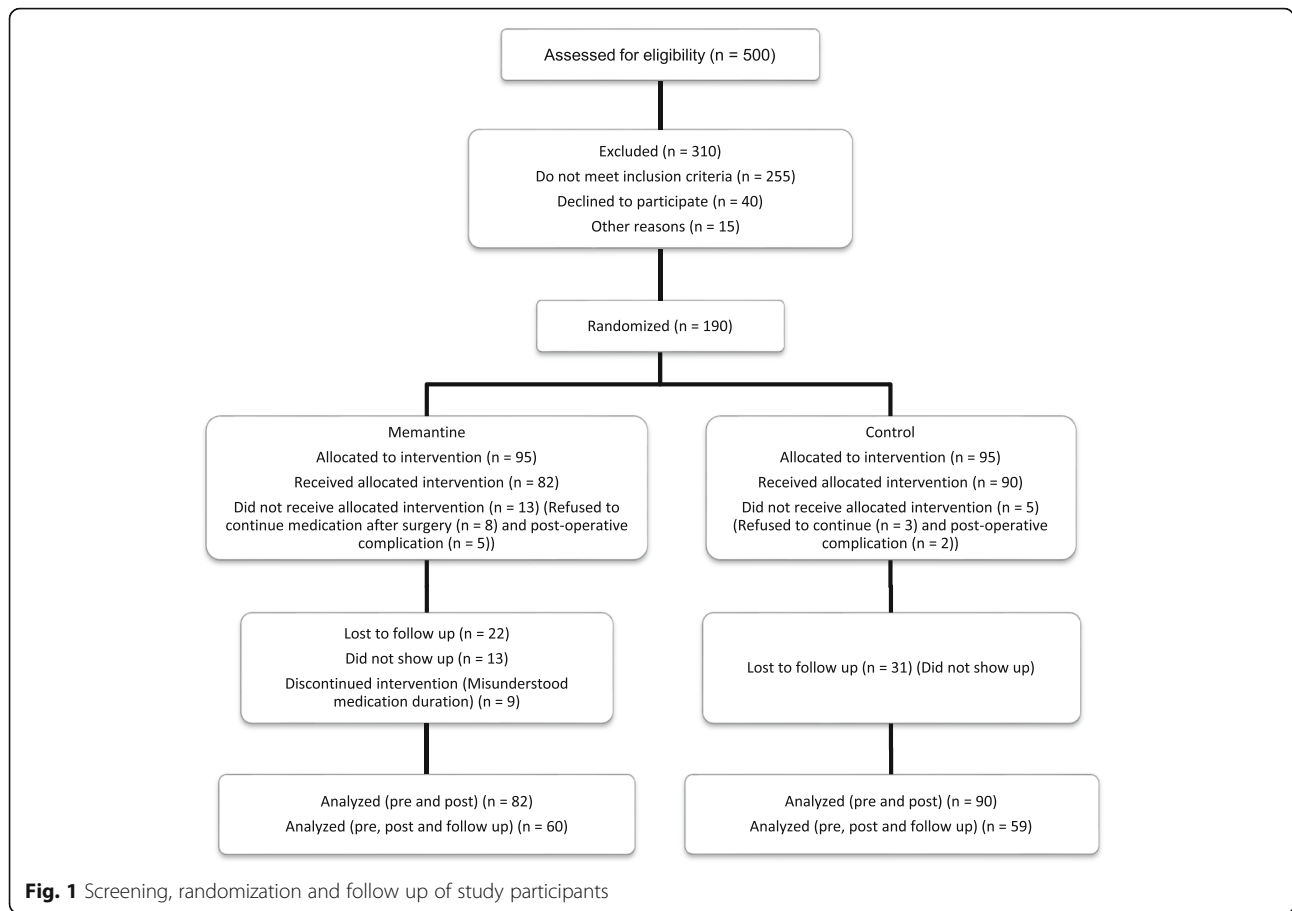 Assessed for eligibility (n = 500)
Excluded (n = 310)
Do not meet inclusion criteria (n = 255)
Declined to participate (n = 40)
Other reasons (n = 15)
Randomized (n = 190)
Memantine
Allocated to intervention (n = 95)
Received allocated intervention (n = 82)
Did not receive allocated intervention (n = 13) (Refused to
continue medication after surgery (n = 8) and post-operative
complication (n = 5))
Control
Allocated to intervention (n = 95)
Received allocated intervention (n = 90)
Did not receive allocated intervention (n = 5)
(Refused to continue (n = 3) and post-operative
complication (n = 2))
Lost to follow up (n = 22)
Did not show up (n = 13)
Discontinued intervention (Misunderstood
medication duration) (n = 9)
Lost to follow up (n = 31) (Did not show up)
Analyzed (pre and post) (n = 82)
Analyzed (pre, post and follow up) (n = 60)
Analyzed (pre and post) (n = 90)
Analyzed (pre, post and follow up) (n = 59)
Fig. 1 Screening, randomization and follow up of study participants